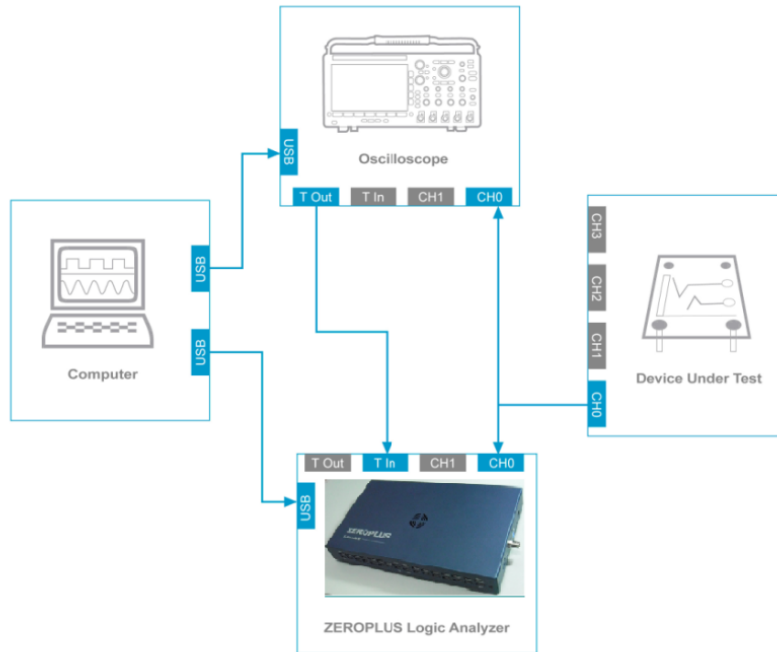 USB
Oscilloscope
T Out
T In
CH1
CH0
USB
USB
Computer
CH3
CH2
CH1
CH0
Device Under Test
T Out
T In
CH1
CH0
USB
ZEROPLUS
ZEROPLUS Logic Analyzer